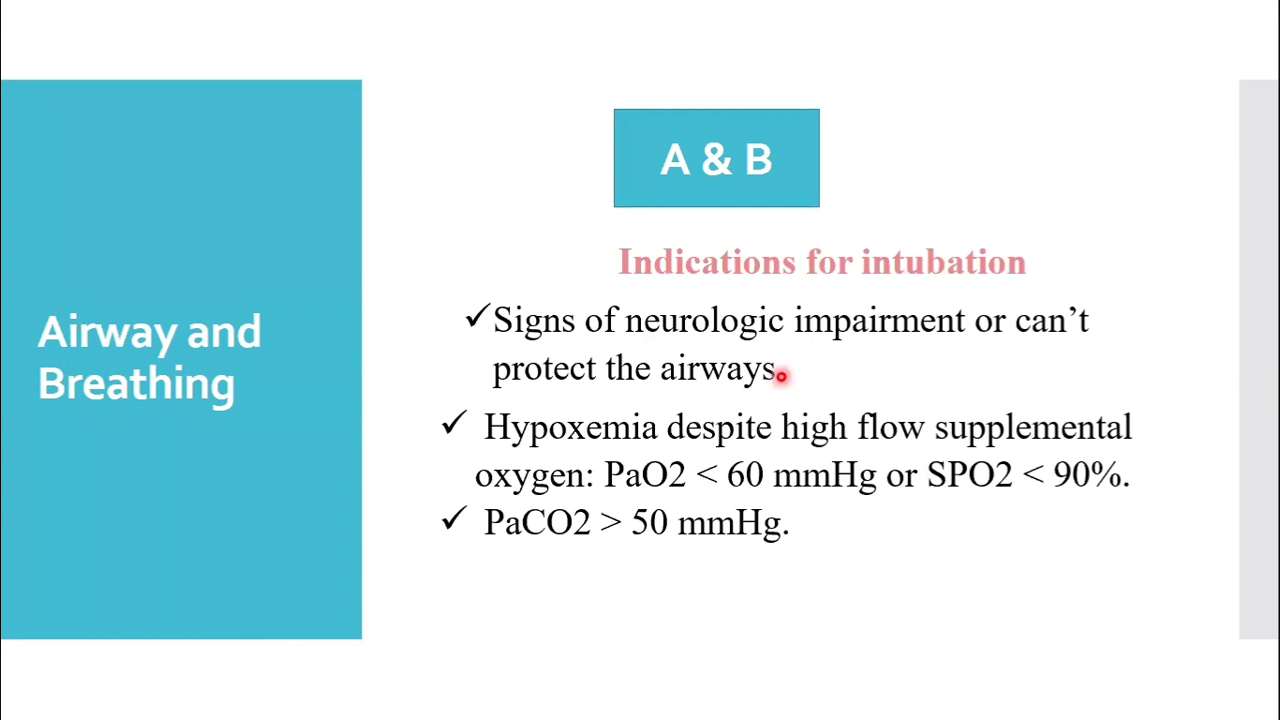 Airway and
Breathing
A & B
Indications for intubation
✓Signs of neurologic impairment or can’t
protect the airways.
✓ Hypoxemia despite high flow supplemental
oxygen: PaO2 < 60 mmHg or SPO2 < 90%.
✓ PaCO2 > 50 mmHg.